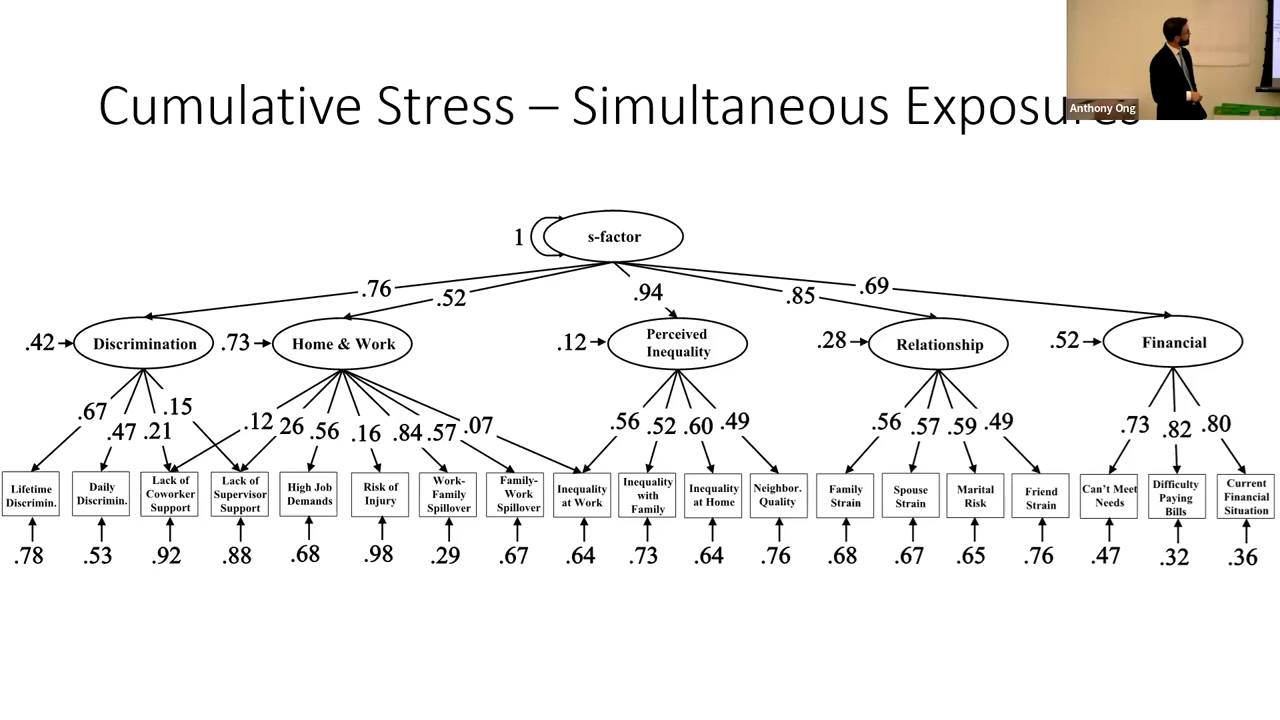 Cumulative Stress – Simultaneous Exposures
Anthony Ong
s-factor
1
.76
.52
.94
.85
.69
.42
Discrimination
.73
Home & Work
.12
Perceived
Inequality
.28
Relationship
.52
Financial
.67
.47
.21
.15
.12
26
.56
.16
.84
.57
.07
.56
.52
.60
.49
.56
.57
.59
.49
.73
.82
.80
Lifetime
Discrimin.
Daily
Discrimin.
Lack of
Coworker
Support
Lack of
Supervisor
Support
High Job
Demands
Risk of
Injury
Work-
Family
Spillover
Family-
Work
Spillover
Inequality
at Work
Inequality
with
Family
Inequality
at Home
Neighbor.
Quality
Family
Strain
Spouse
Strain
Marital
Risk
Friend
Strain
Can't Meet
Needs
Difficulty
Paying
Bills
Current
Financial
Situation
.78
.53
.92
.88
.68
.98
.29
.67
.64
.73
.64
.76
.68
.67
.65
.76
.47
.32
.36